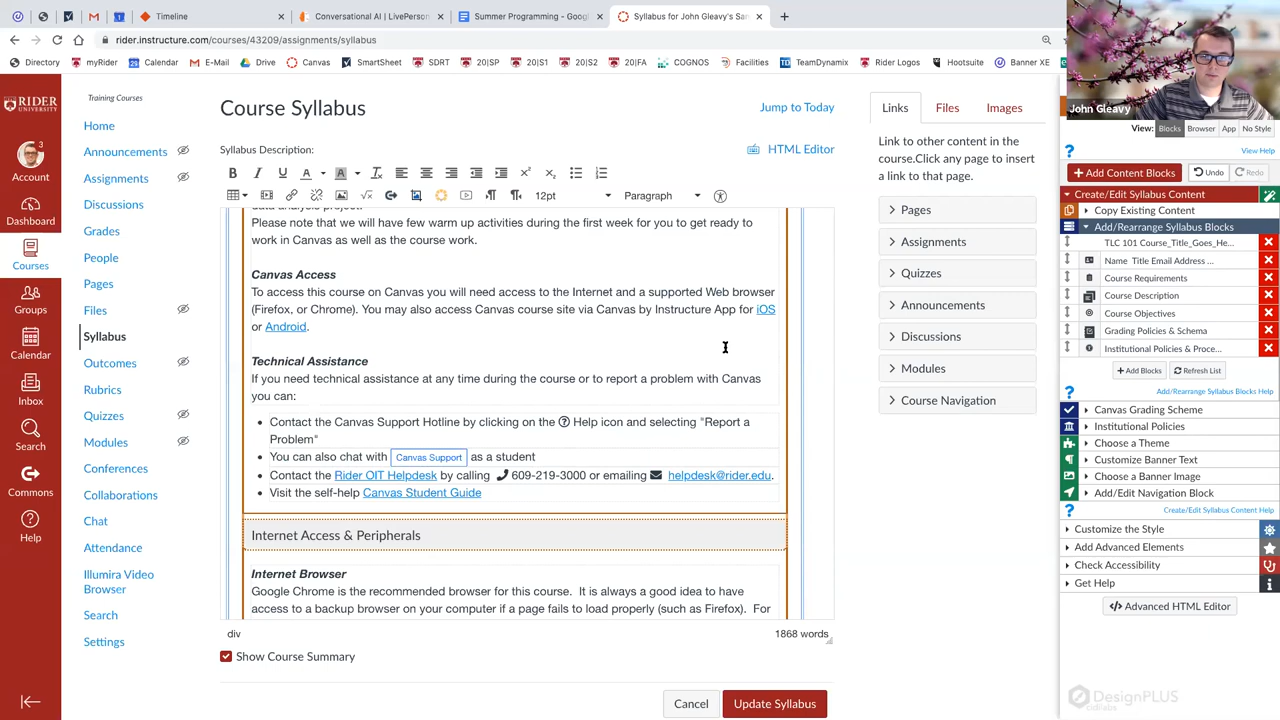 Timeline
Conversational AI | LivePerson
Summer Programming - Goog
Syllabus for John Gleavy's San
rider.instructure.com/courses/43209/assignments/syllabus
Directory
myRider
Calendar
E-Mail
Drive
Canvas
SmartSheet
SDRT
20|SP
20|S1
20|S2
20|FA
COGNOS
Facilities
TeamDynamix
Rider Logos
Hootsuite
Banner XE
John Gleavy
RIDER
UNIVERSITY
3
Account
Dashboard
Courses
Groups
Calendar
Inbox
Search
Commons
Help
Training Courses
Home
Announcements
Assignments
Discussions
Grades
People
Pages
Files
Syllabus
Outcomes
Rubrics
Quizzes
Modules
Conferences
Collaborations
Chat
Attendance
Illumira Video
Browser
Search
Settings
Course Syllabus
Jump to Today
Syllabus Description:
HTML Editor
12pt
Paragraph
data analysis project.
Please note that we will have few warm up activities during the first week for you to get ready to
work in Canvas as well as the course work.
Canvas Access
To access this course on Canvas you will need access to the Internet and a supported Web browser
(Firefox, or Chrome). You may also access Canvas course site via Canvas by Instructure App for iOS
or Android.
Technical Assistance
If you need technical assistance at any time during the course or to report a problem with Canvas
you can:
Contact the Canvas Support Hotline by clicking on the Help icon and selecting "Report a
Problem"
You can also chat with Canvas Support as a student
Contact the Rider OIT Helpdesk by calling 609-219-3000 or emailing helpdesk@rider.edu.
Visit the self-help Canvas Student Guide
Internet Access & Peripherals
Internet Browser
Google Chrome is the recommended browser for this course. It is always a good idea to have
access to a backup browser on your computer if a page fails to load properly (such as Firefox). For
div
1868 words
Show Course Summary
Cancel
Update Syllabus
Links
Files
Images
Link to other content in the
course.Click any page to insert
a link to that page.
Pages
Assignments
Quizzes
Announcements
Discussions
Modules
Course Navigation
View:
Blocks
Browser
App
No Style
View Help
+ Add Content Blocks
Undo
Redo
Create/Edit Syllabus Content
Copy Existing Content
Add/Rearrange Syllabus Blocks
TLC 101 Course_Title_Goes_He...
Name Title Email Address ...
Course Requirements
Course Description
Course Objectives
Grading Policies & Schema
Institutional Policies & Proce...
+ Add Blocks
Refresh List
Add/Rearrange Syllabus Blocks Help
Canvas Grading Scheme
Institutional Policies
Choose a Theme
Customize Banner Text
Choose a Banner Image
Add/Edit Navigation Block
Create/Edit Syllabus Content Help
Customize the Style
Add Advanced Elements
Check Accessibility
Get Help
</> Advanced HTML Editor
DesignPLUS
cidilabs